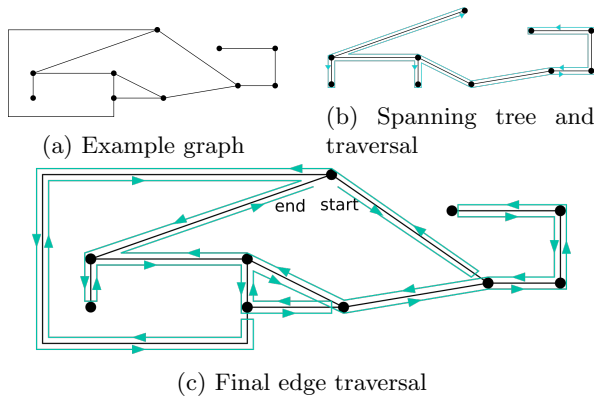 (a) Example graph
(b) Spanning tree and
traversal
end start
(c) Final edge traversal